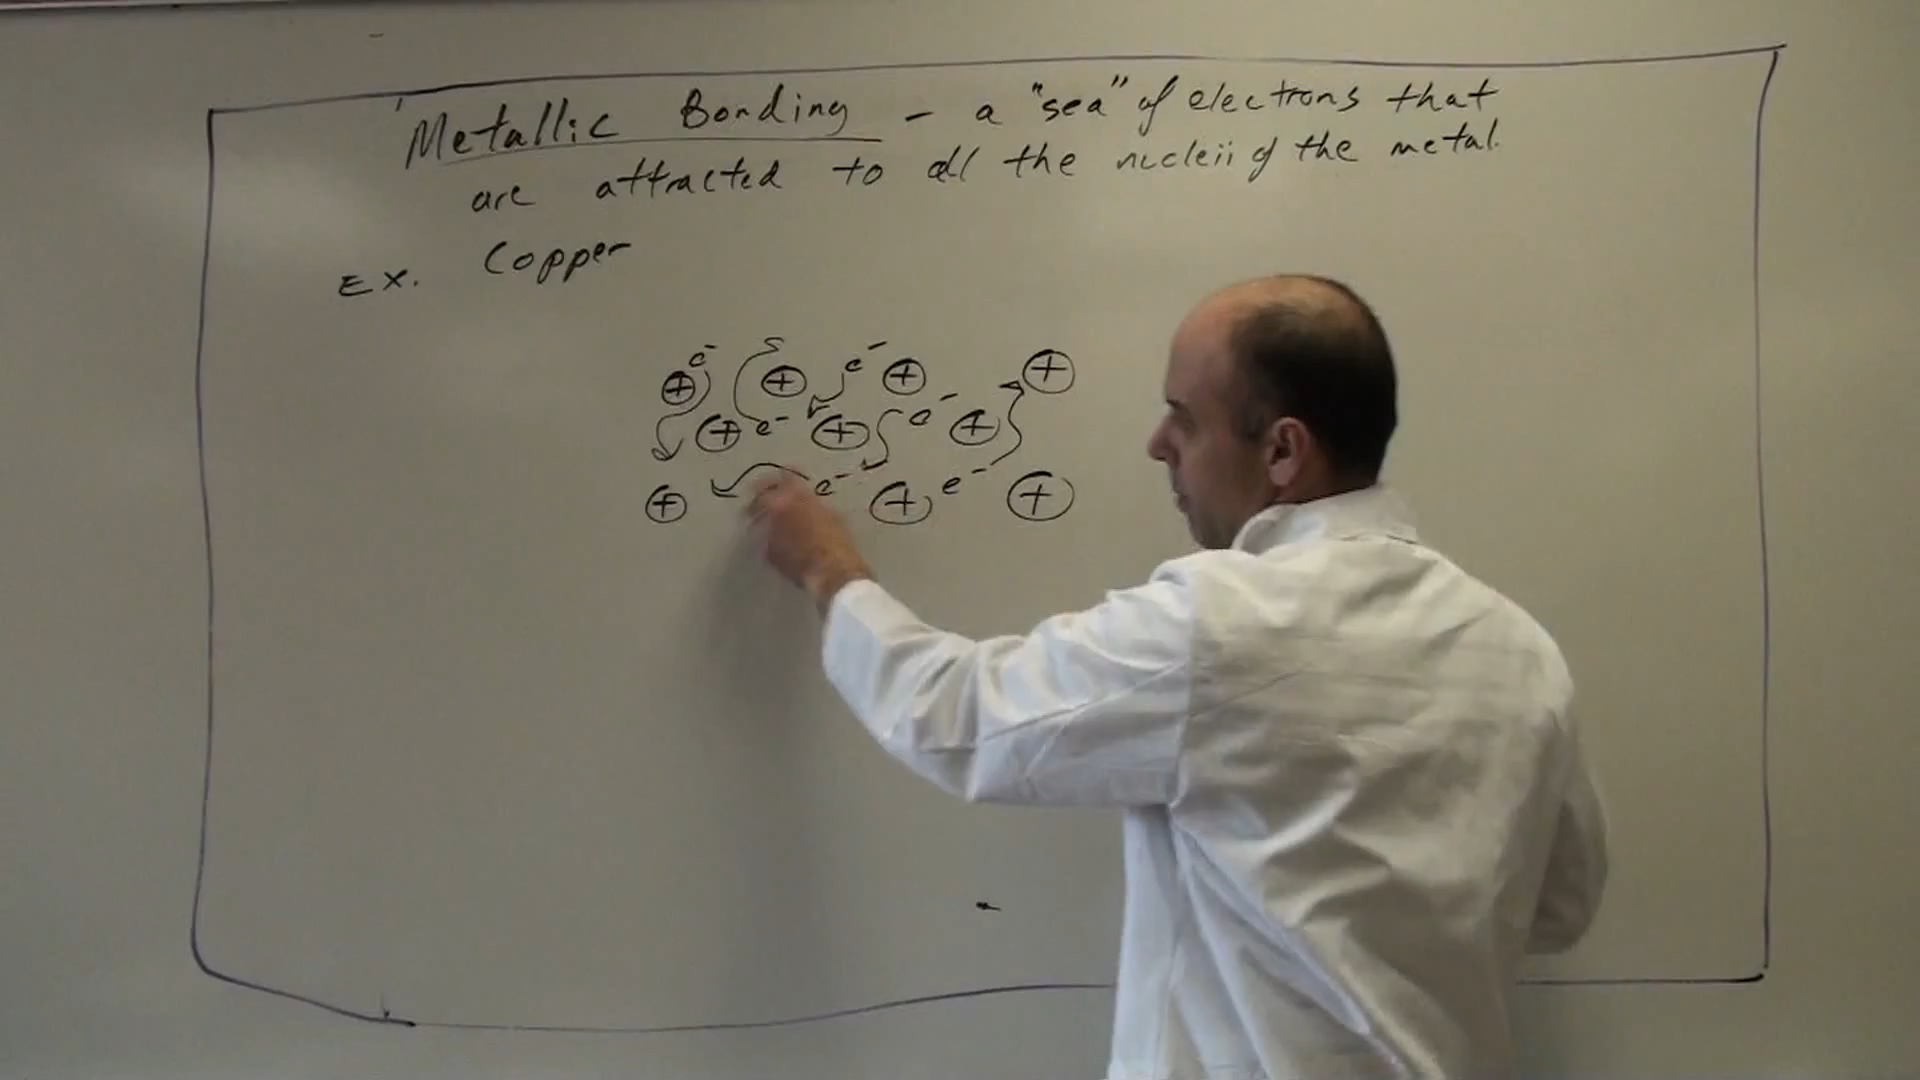 Metallic Bonding - a "sea" of electrons that
are attracted to all the nucleii of the metal.
Ex. Copper
e- e-
+ + + +
+ e- + e- +
+ e- + e- +